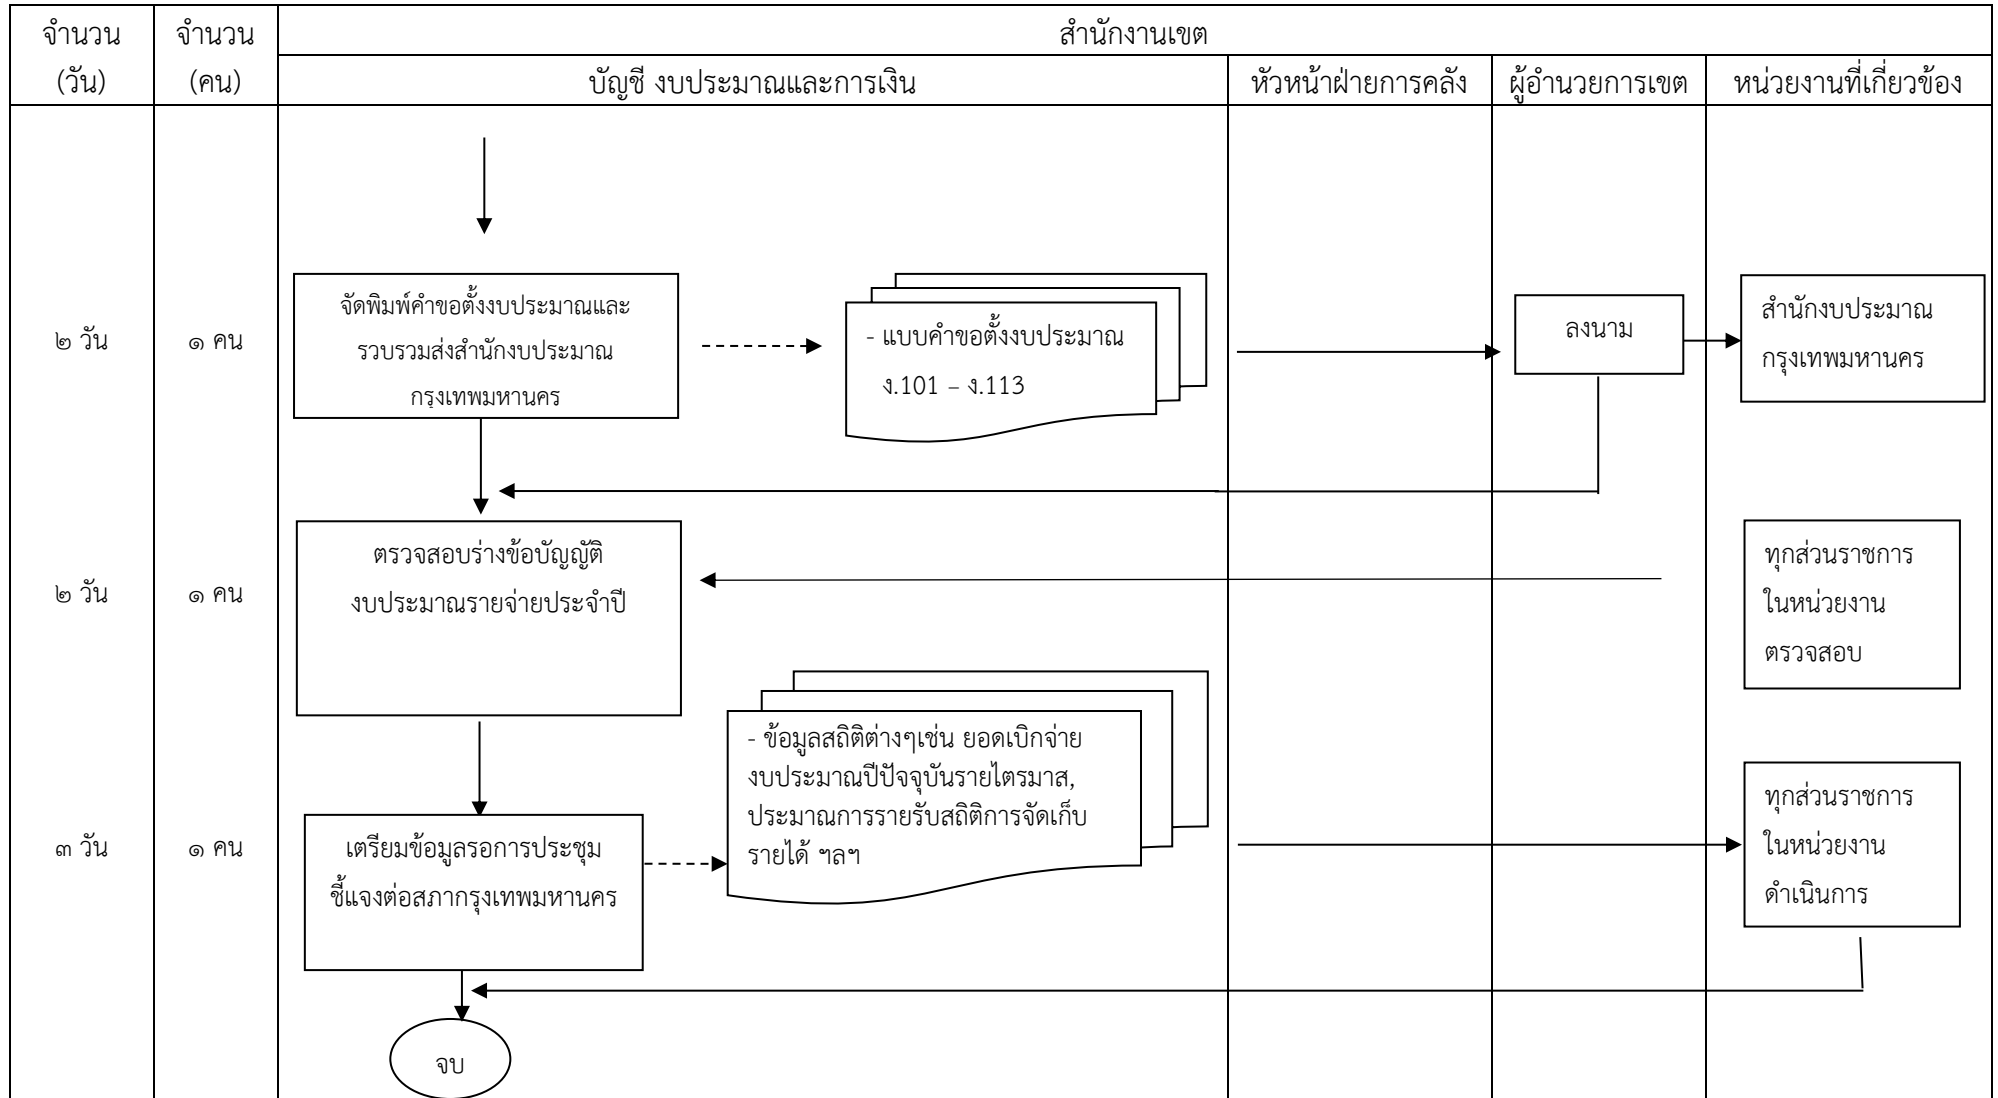 จำนวน
(วัน)
จำนวน
(คน)
สำนักงานเขต
บัญชี งบประมาณและการเงิน
หัวหน้าฝ่ายการคลัง
ผู้อำนวยการเขต
หน่วยงานที่เกี่ยวข้อง
๒ วัน
๑ คน
จัดพิมพ์คำขอตั้งงบประมาณและ
รวบรวมส่งสำนักงบประมาณ
กรุงเทพมหานคร
- แบบคำขอตั้งงบประมาณ
ง.101 – ง.113
ลงนาม
สำนักงบประมาณ
กรุงเทพมหานคร
๒ วัน
๑ คน
ตรวจสอบร่างข้อบัญญัติ
งบประมาณรายจ่ายประจำปี
ทุกส่วนราชการ
ในหน่วยงาน
ตรวจสอบ
๓ วัน
๑ คน
เตรียมข้อมูลรอการประชุม
ชี้แจงต่อสภากรุงเทพมหานคร
- ข้อมูลสถิติต่างๆเช่น ยอดเบิกจ่าย
งบประมาณปีปัจจุบันรายไตรมาส,
ประมาณการรายรับสถิติการจัดเก็บ
รายได้ ฯลฯ
ทุกส่วนราชการ
ในหน่วยงาน
ดำเนินการ
จบ